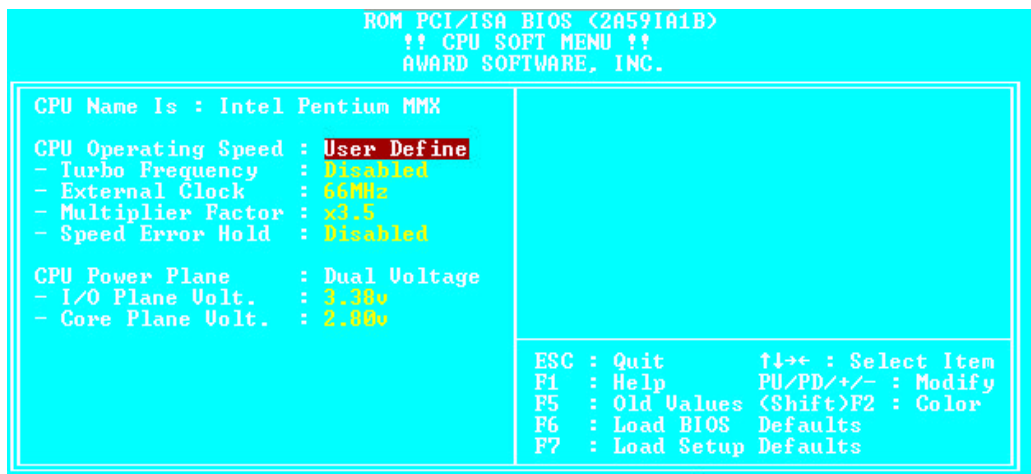 ROM PCI/ISA BIOS (2A59IA1B)
!! CPU SOFT MENU !!
AWARD SOFTWARE, INC.
CPU Name Is : Intel Pentium MMX
CPU Operating Speed : User Define
- Turbo Frequency : Disabled
- External Clock : 66MHz
- Multiplier Factor : x3.5
- Speed Error Hold : Disabled
CPU Power Plane : Dual Voltage
- I/O Plane Volt. : 3.38v
- Core Plane Volt. : 2.80v
ESC : Quit ↑↓→← : Select Item
F1 : Help PU/PD/+/- : Modify
F5 : Old Values (Shift)F2 : Color
F6 : Load BIOS Defaults
F7 : Load Setup Defaults